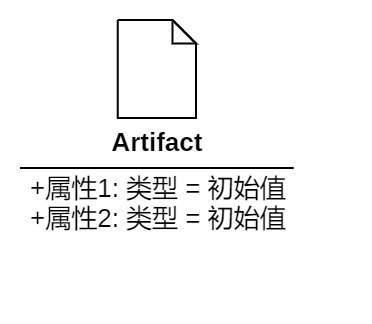 Artifact
+属性1: 类型 = 初始值
+属性2: 类型 = 初始值